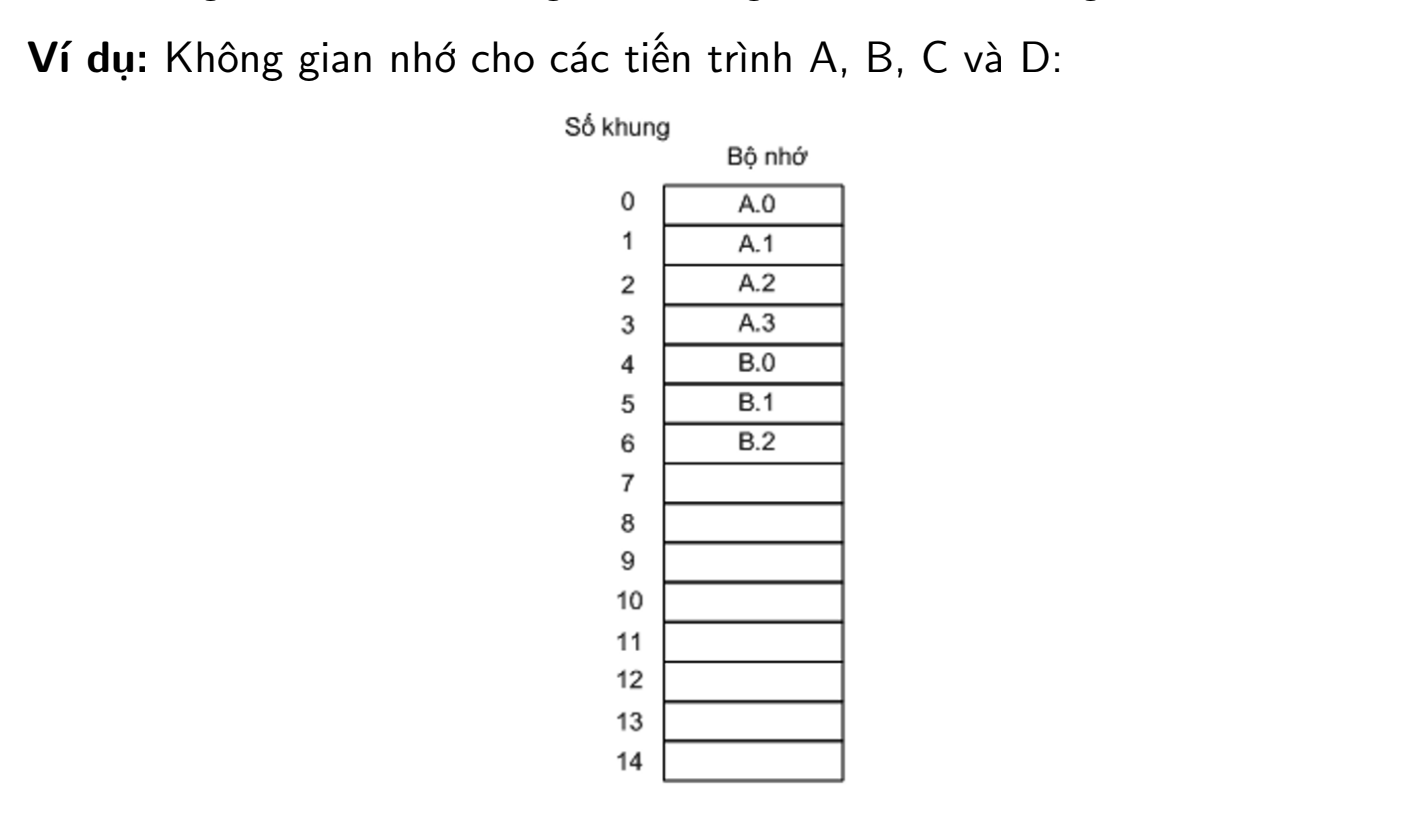 Ví dụ: Không gian nhớ cho các tiến trình A, B, C và D:
Số khung
Bộ nhớ
0 A.0
1 A.1
2 A.2
3 A.3
4 B.0
5 B.1
6 B.2
7
8
9
10
11
12
13
14